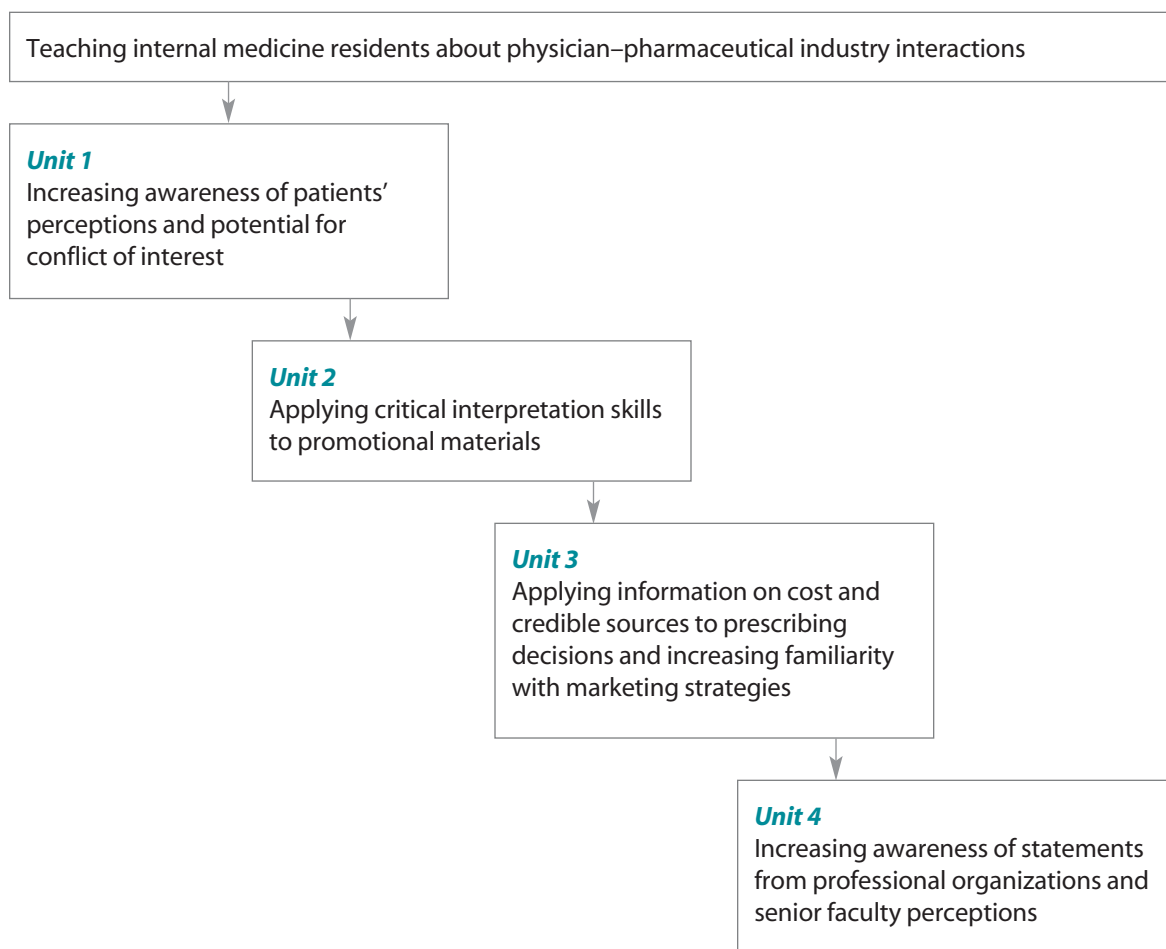 Teaching internal medicine residents about physician–pharmaceutical industry interactions
Unit 1
Increasing awareness of patients’
perceptions and potential for
conflict of interest
Unit 2
Applying critical interpretation skills
to promotional materials
Unit 3
Applying information on cost and
credible sources to prescribing
decisions and increasing familiarity
with marketing strategies
Unit 4
Increasing awareness of statements
from professional organizations and
senior faculty perceptions